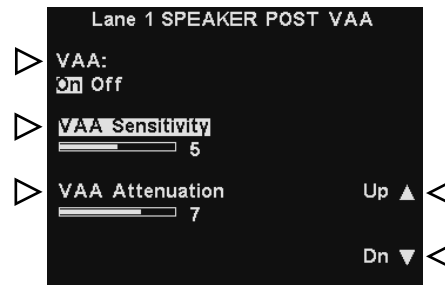 Lane 1 SPEAKER POST VAA
VAA:
On Off
VAA Sensitivity
5
VAA Attenuation
Up ▲
7
Dn ▼